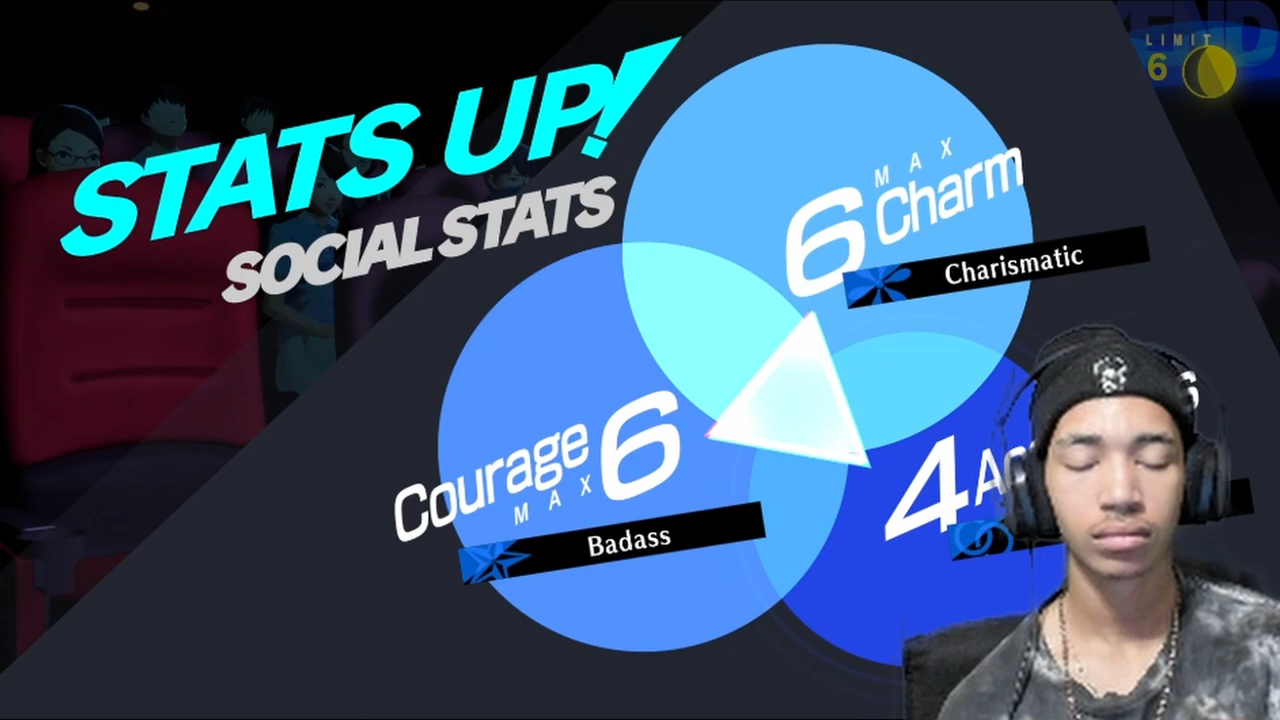 STATS UP!
SOCIAL STATS
LIMIT
6
MAX
6 Charm
Charismatic
Courage 6
MAX
Badass
4